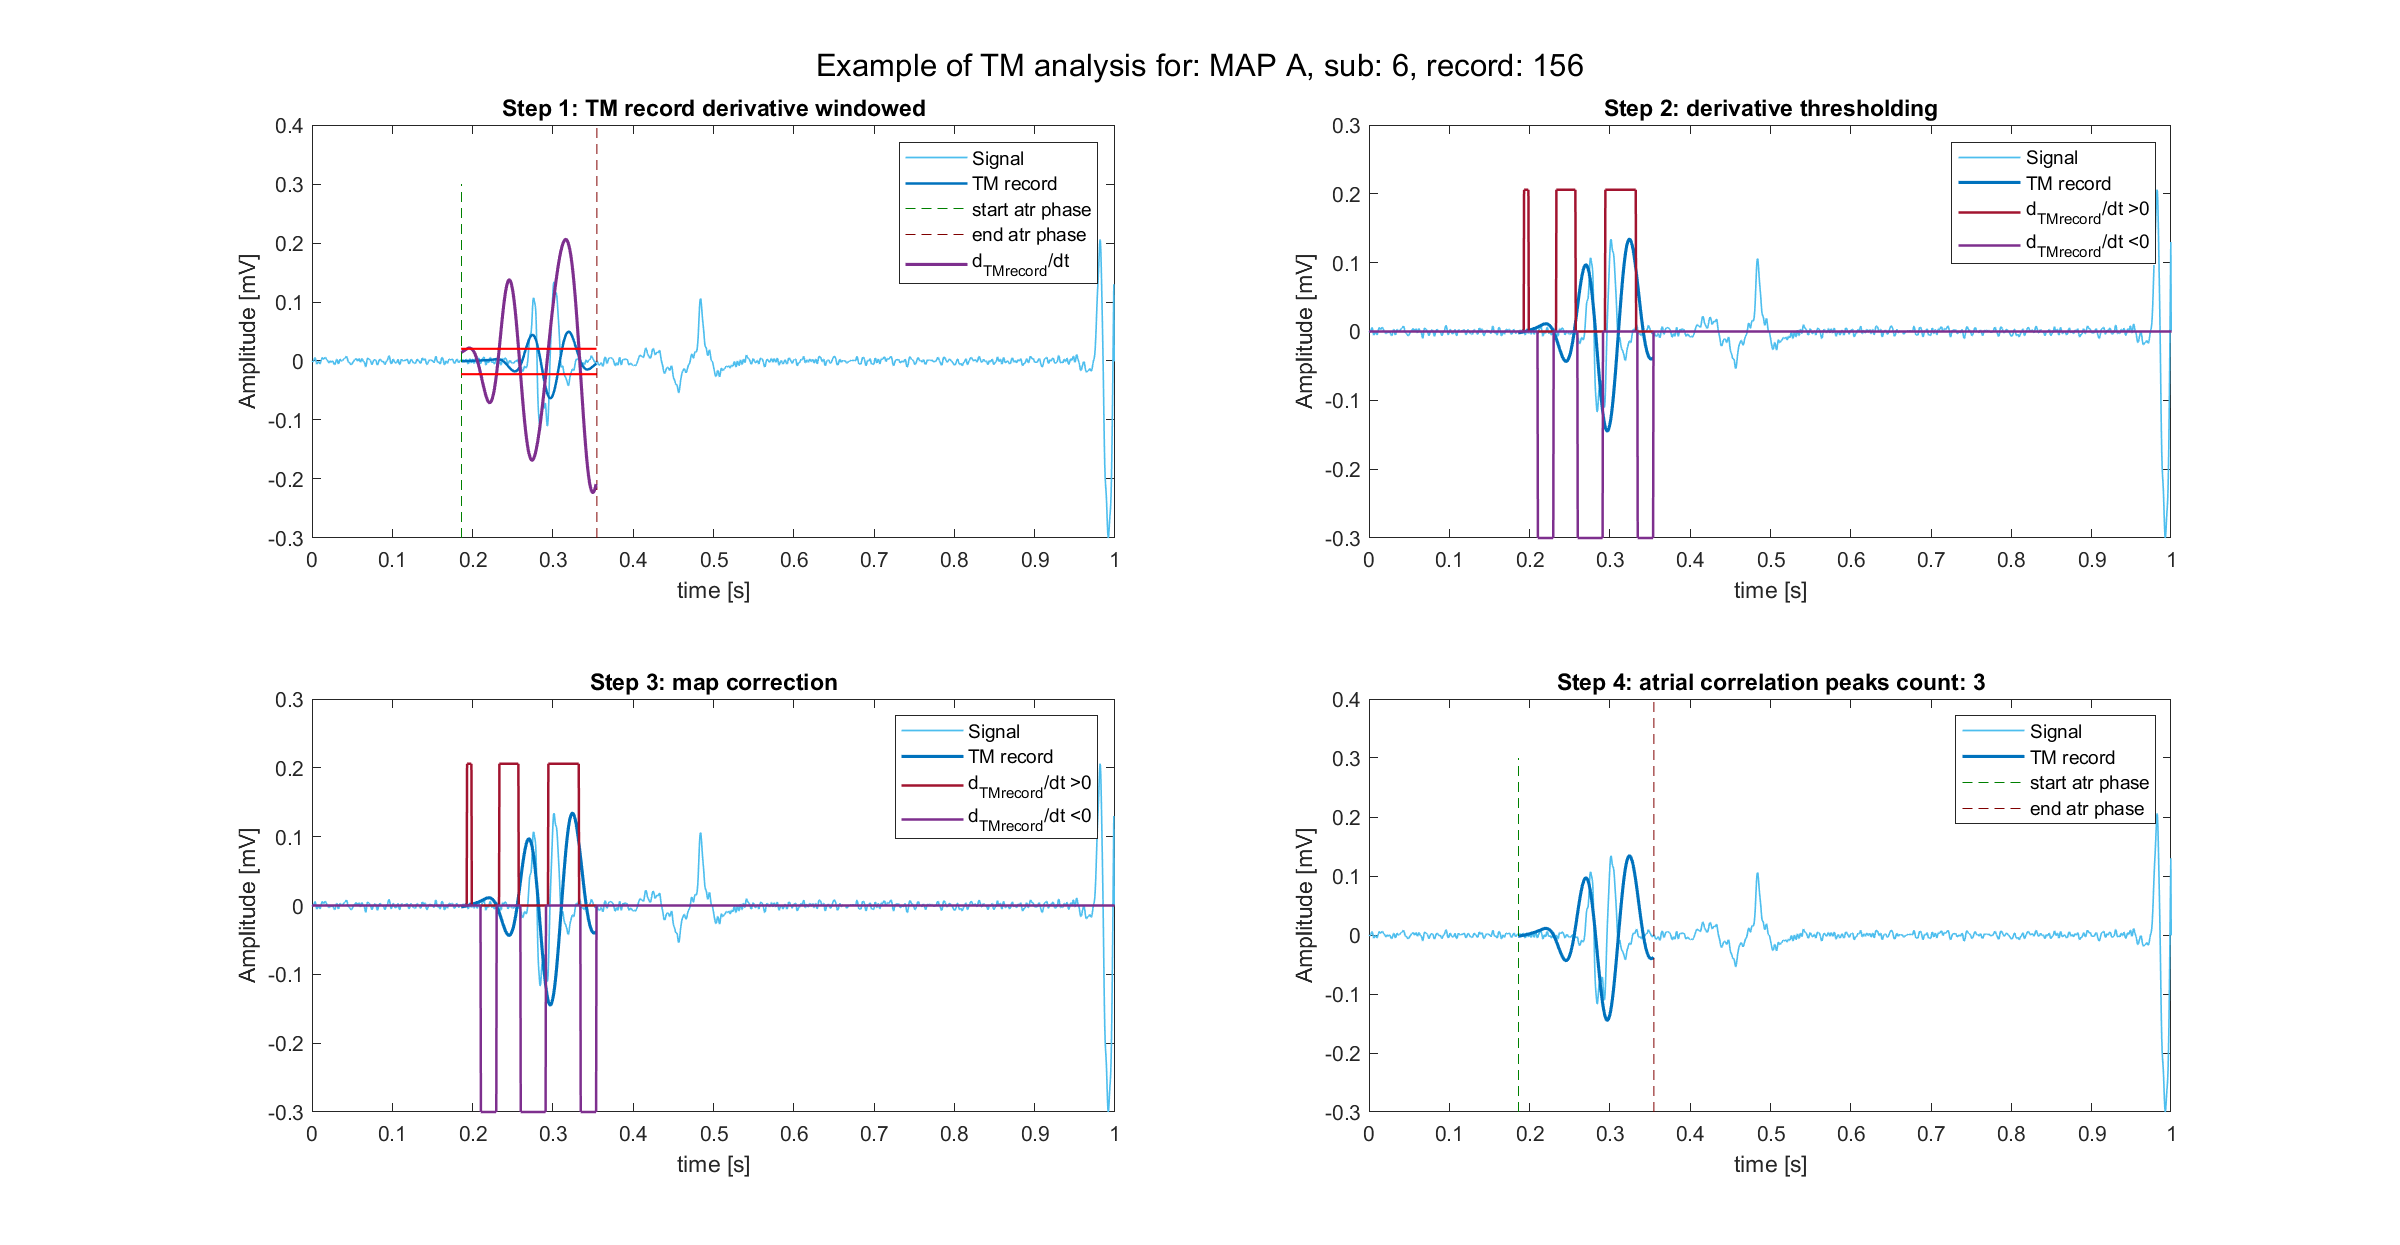 Example of TM analysis for: MAP A, sub: 6, record: 156
Step 1: TM record derivative windowed
0.4
0.3
0.2
0.1
0
-0.1
-0.2
-0.3
Amplitude [mV]
0 0.1 0.2 0.3 0.4 0.5 0.6 0.7 0.8 0.9 1
time [s]
Signal
TM record
start atr phase
end atr phase
dTMrecord/dt
Step 2: derivative thresholding
0.3
0.2
0.1
0
-0.1
-0.2
-0.3
Amplitude [mV]
0 0.1 0.2 0.3 0.4 0.5 0.6 0.7 0.8 0.9 1
time [s]
Signal
TM record
dTMrecord/dt >0
dTMrecord/dt <0
Step 3: map correction
0.3
0.2
0.1
0
-0.1
-0.2
-0.3
Amplitude [mV]
0 0.1 0.2 0.3 0.4 0.5 0.6 0.7 0.8 0.9 1
time [s]
Signal
TM record
dTMrecord/dt >0
dTMrecord/dt <0
Step 4: atrial correlation peaks count: 3
0.4
0.3
0.2
0.1
0
-0.1
-0.2
-0.3
Amplitude [mV]
0 0.1 0.2 0.3 0.4 0.5 0.6 0.7 0.8 0.9 1
time [s]
Signal
TM record
start atr phase
end atr phase